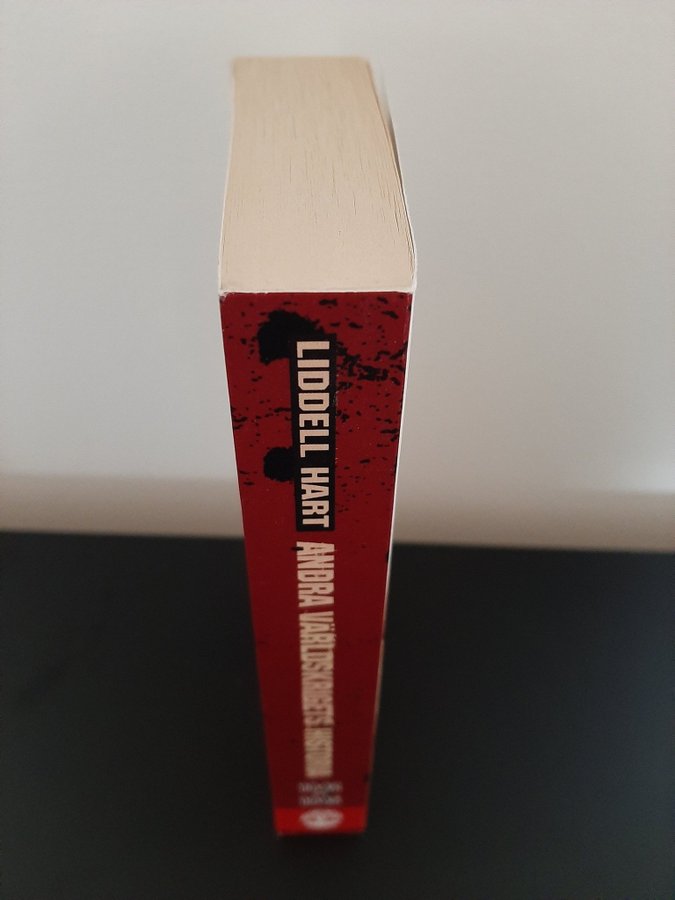 LIDDELL HART
ANDRA VÄRLDSKRIGETS HISTORIA